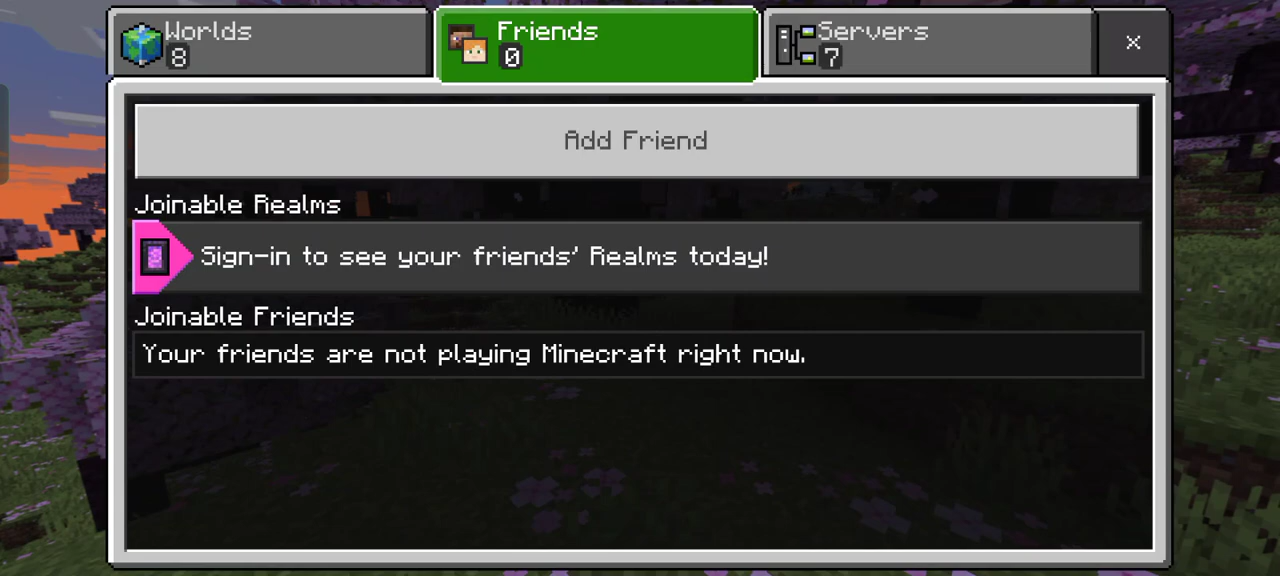 Worlds
8
Friends
0
Servers
7
Add Friend
Joinable Realms
Sign-in to see your friends' Realms today!
Joinable Friends
Your friends are not playing Minecraft right now.